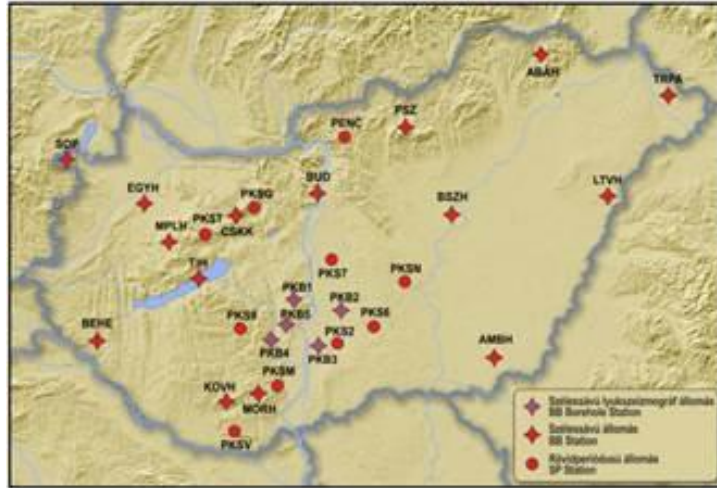 ABAH
TRPA
PSZ
PENC
SOP
BUD
EGYH
PKSG
LTVH
BSZH
PKST
CSKK
MPLH
TIH
PKS7
PKSN
PKB1
PKB2
PKB5
PKS6
PKS9
PKS2
BEHE
PKB4
PKB3
AMBH
PKSM
KOVH
MORH
PKSV
Szélessávú lyukszeizmográf állomás
BB Borehole Station
Szélessávú állomás
BB Station
Rövidperiódusú állomás
SP Station